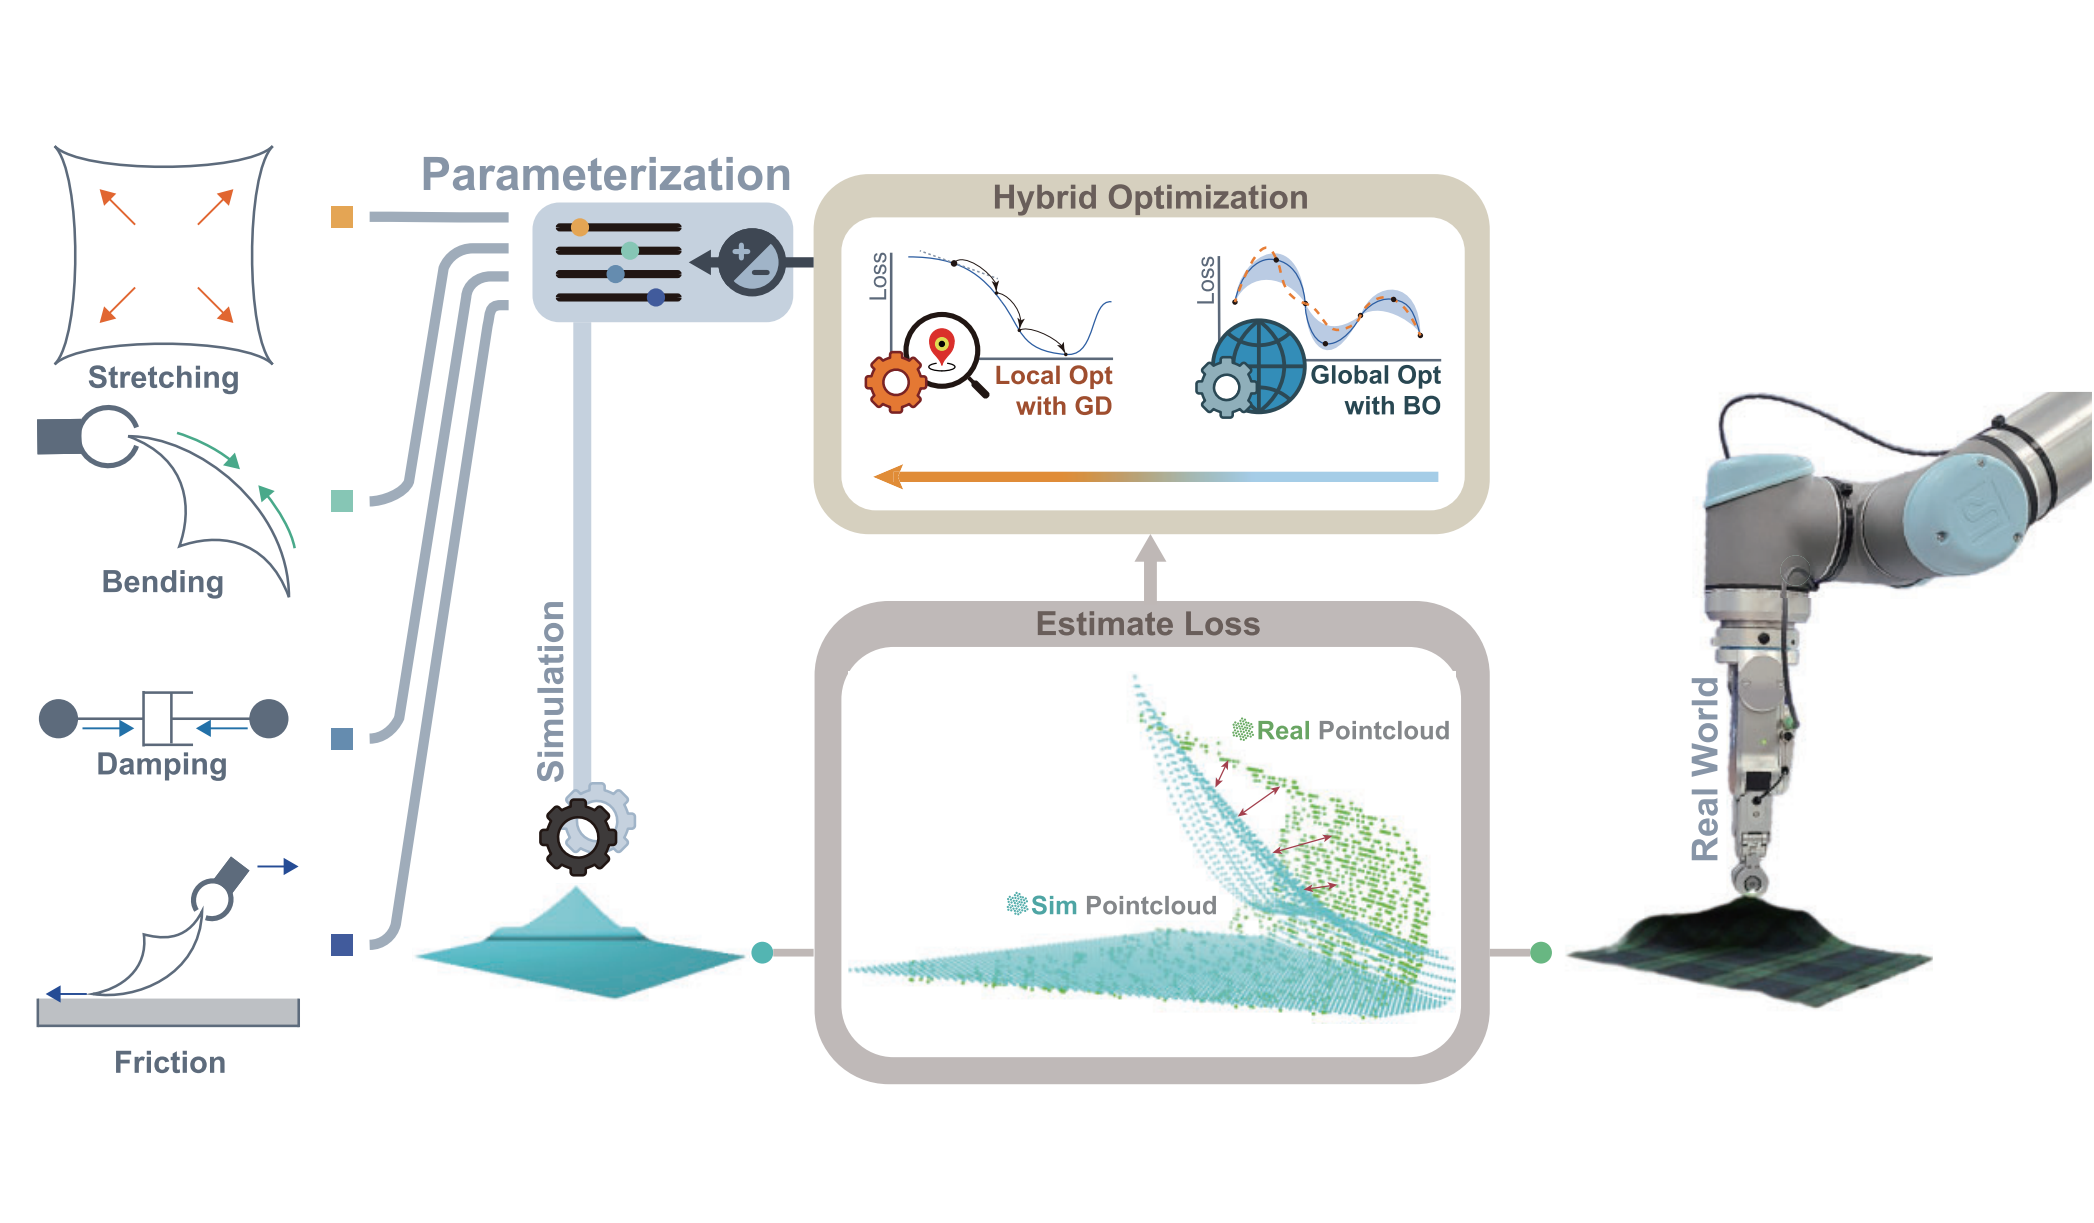 Parameterization
Hybrid Optimization
Loss
Local Opt
with GD
Loss
Global Opt
with BO
Stretching
Bending
Damping
Friction
Simulation
Estimate Loss
Real Pointcloud
Sim Pointcloud
Real World